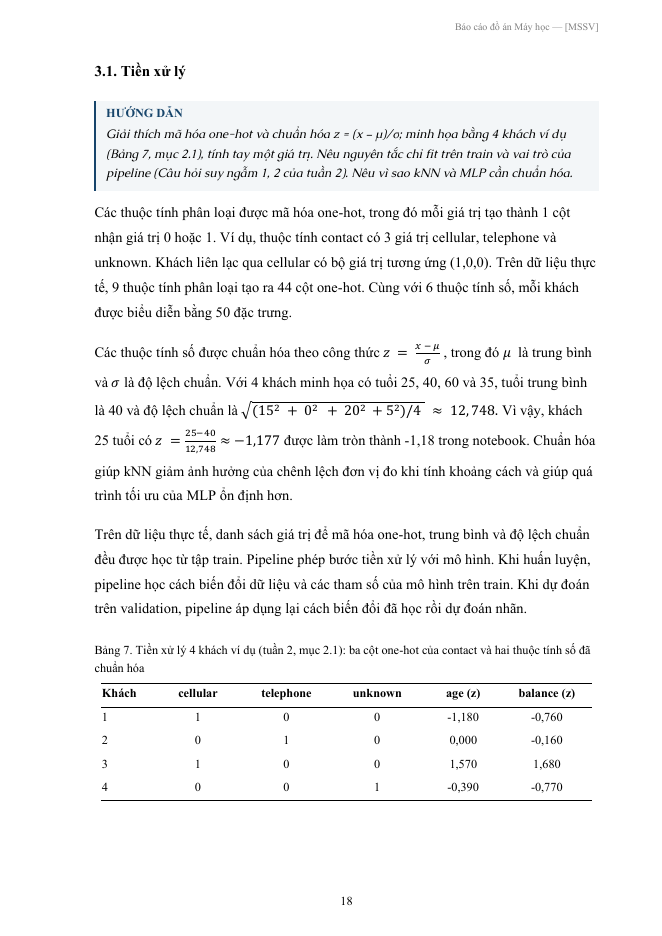 Báo cáo đồ án Máy học — [MSSV]
3.1. Tiền xử lý
HƯỚNG DẪN
Giải thích mã hóa one-hot và chuẩn hóa z = (x – μ)/σ; minh họa bằng 4 khách ví dụ
(Bảng 7, mục 2.1), tính tay một giá trị. Nêu nguyên tắc chỉ fit trên train và vai trò của
pipeline (Câu hỏi suy ngẫm 1, 2 của tuần 2). Nêu vì sao kNN và MLP cần chuẩn hóa.
Các thuộc tính phân loại được mã hóa one-hot, trong đó mỗi giá trị tạo thành 1 cột
nhận giá trị 0 hoặc 1. Ví dụ, thuộc tính contact có 3 giá trị cellular, telephone và
unknown. Khách liên lạc qua cellular có bộ giá trị tương ứng (1,0,0). Trên dữ liệu thực
tế, 9 thuộc tính phân loại tạo ra 44 cột one-hot. Cùng với 6 thuộc tính số, mỗi khách
được biểu diễn bằng 50 đặc trưng.
Các thuộc tính số được chuẩn hóa theo công thức z = (x − μ)/σ , trong đó μ là trung bình
và σ là độ lệch chuẩn. Với 4 khách minh họa có tuổi 25, 40, 60 và 35, tuổi trung bình
là 40 và độ lệch chuẩn là √(15² + 0² + 20² + 5²)/4 ≈ 12,748. Vì vậy, khách
25 tuổi có z = (25−40)/12,748 ≈ −1,177 được làm tròn thành -1,18 trong notebook. Chuẩn hóa
giúp kNN giảm ảnh hưởng của chênh lệch đơn vị đo khi tính khoảng cách và giúp quá
trình tối ưu của MLP ổn định hơn.
Trên dữ liệu thực tế, danh sách giá trị để mã hóa one-hot, trung bình và độ lệch chuẩn
đều được học từ tập train. Pipeline phép bước tiền xử lý với mô hình. Khi huấn luyện,
pipeline học cách biến đổi dữ liệu và các tham số của mô hình trên train. Khi dự đoán
trên validation, pipeline áp dụng lại cách biến đổi đã học rồi dự đoán nhãn.
Bảng 7. Tiền xử lý 4 khách ví dụ (tuần 2, mục 2.1): ba cột one-hot của contact và hai thuộc tính số đã
chuẩn hóa
Khách cellular telephone unknown age (z) balance (z)
1 1 0 0 -1,180 -0,760
2 0 1 0 0,000 -0,160
3 1 0 0 1,570 1,680
4 0 0 1 -0,390 -0,770
18